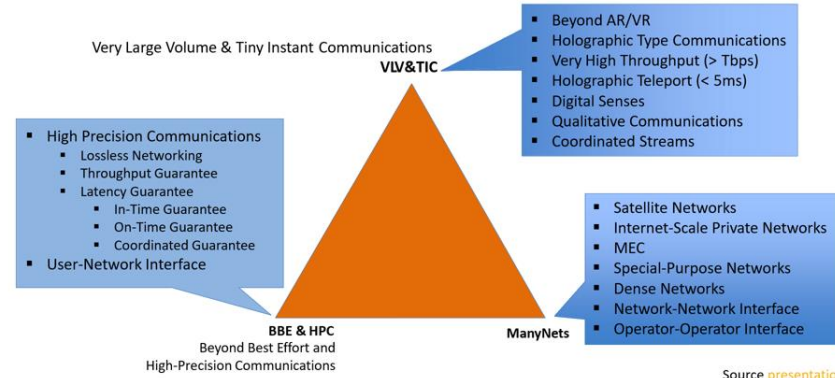 Very Large Volume & Tiny Instant Communications
VLV&TIC
▪ Beyond AR/VR
▪ Holographic Type Communications
▪ Very High Throughput (> Tbps)
▪ Holographic Teleport (< 5ms)
▪ Digital Senses
▪ Qualitative Communications
▪ Coordinated Streams
▪ High Precision Communications
▪ Lossless Networking
▪ Throughput Guarantee
▪ Latency Guarantee
▪ In-Time Guarantee
▪ On-Time Guarantee
▪ Coordinated Guarantee
▪ User-Network Interface
▪ Satellite Networks
▪ Internet-Scale Private Networks
▪ MEC
▪ Special-Purpose Networks
▪ Dense Networks
▪ Network-Network Interface
▪ Operator-Operator Interface
BBE & HPC
Beyond Best Effort and
High-Precision Communications
ManyNets
Source presentatio